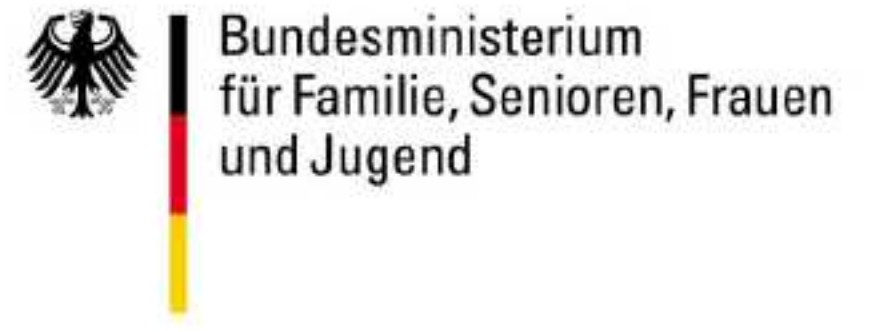 Bundesministerium
für Familie, Senioren, Frauen
und Jugend